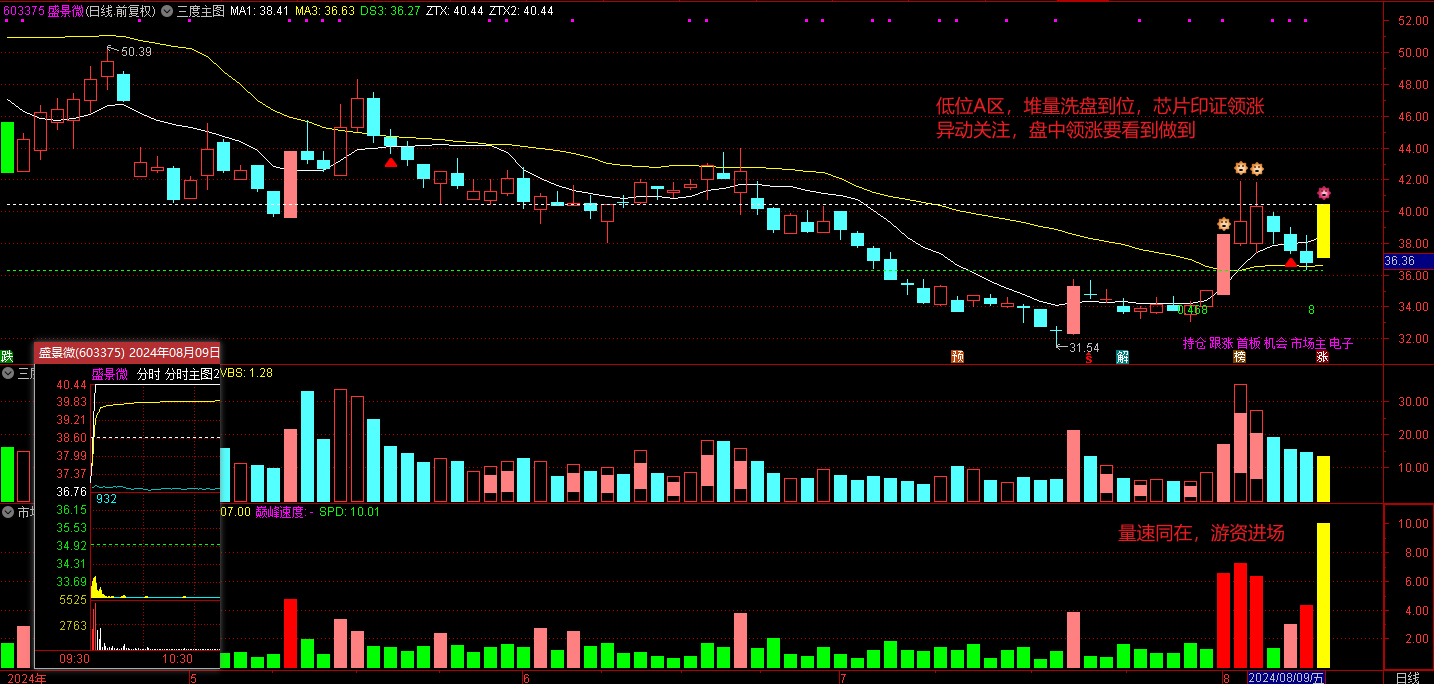 603375 盛景微(日线.前复权) 三度主图 MA1: 38.41 MA3: 36.63 DS3: 36.27 ZTX: 40.44 ZTX2: 40.44
52.00
50.39
50.00
48.00
低位A区，堆量洗盘到位，芯片印证领涨
46.00
异动关注，盘中领涨要看到做到
44.00
42.00
40.00
38.00
36.36
36.00
0.468
8
34.00
31.54
32.00
持仓 跟涨 首板 机会 市场主 电子
跌
预
解
榜
涨
盛景微(603375) 2024年08月09日
三
盛景微 分时 分时主图2
VBS: 1.28
40.44
39.83
39.21
38.60
37.99
37.37
36.78
932
36.15
35.53
34.92
34.31
33.69
5525
2763
09:30
10:30
30.00
20.00
10.00
市
07.00 巅峰速度: - SPD: 10.01
量速同在，游资进场
10.00
8.00
6.00
4.00
2.00
2024年
5
6
7
8
2024/08/09/五
日线